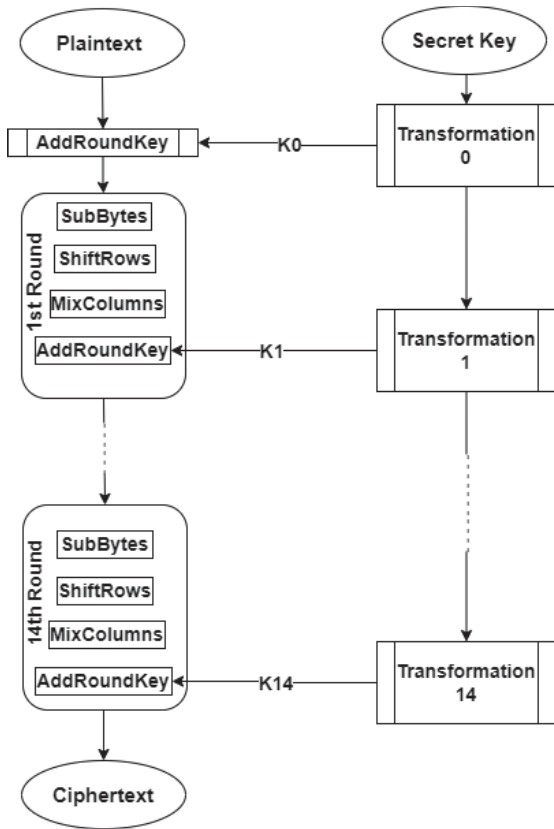 Plaintext
Secret Key
AddRoundKey
K0
Transformation
0
1st Round
SubBytes
ShiftRows
MixColumns
AddRoundKey
K1
Transformation
1
14th Round
SubBytes
ShiftRows
MixColumns
AddRoundKey
K14
Transformation
14
Ciphertext